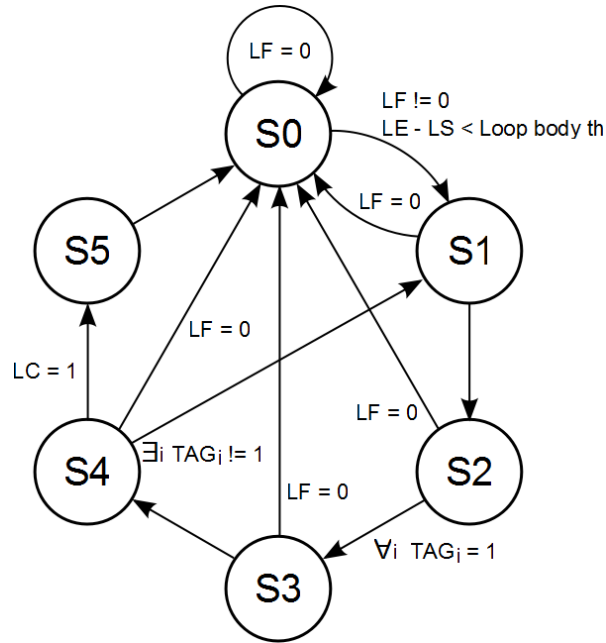 LF = 0
S0
LF != 0
LE - LS < Loop body th
LF = 0
S5
S1
LF = 0
LC = 1
LF = 0
S4
∃i TAGi != 1
S2
LF = 0
∀i TAGi = 1
S3